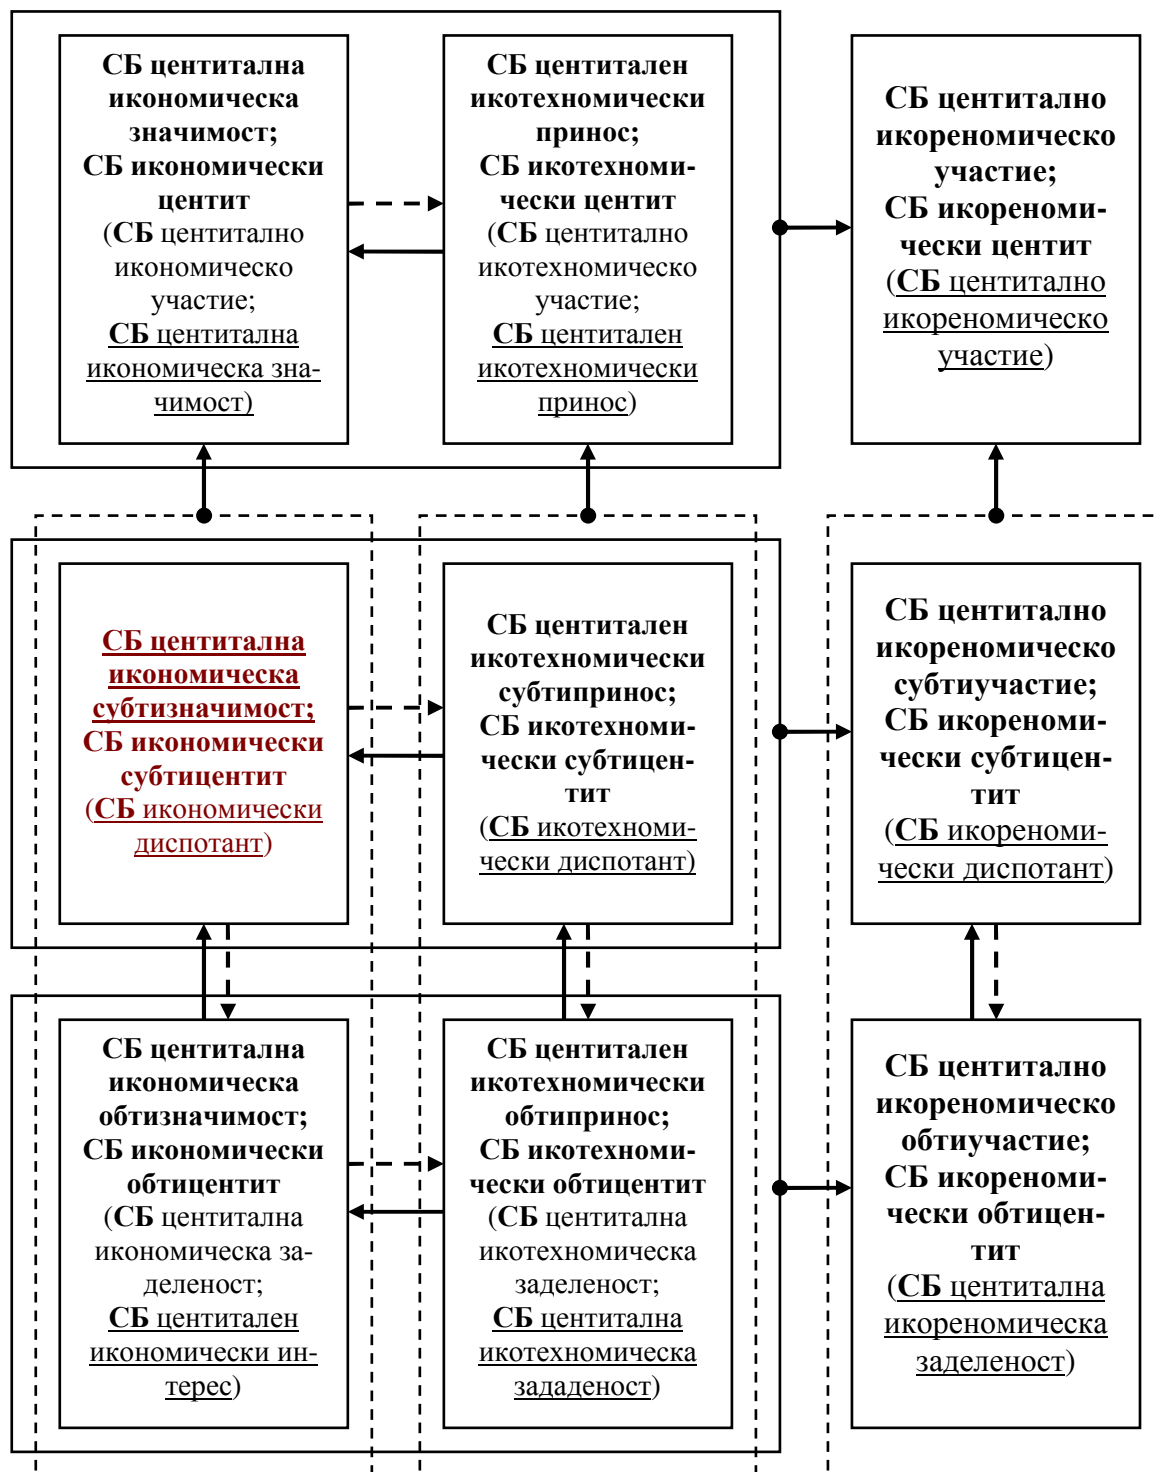 СБ центитална
икономическа
значимост;
СБ икономически
центит
(СБ центитално
икономическо
участие;
СБ центитална
икономическа зна-
чимост)
СБ центитален
икотехномически
принос;
СБ икотехноми-
чески центит
(СБ центитално
икотехномическо
участие;
СБ центитален
икотехномически
принос)
СБ центитално
икореномическо
участие;
СБ икореноми-
чески центит
(СБ центитално
икореномическо
участие)
СБ центитална
икономическа
субтизначимост;
СБ икономически
субтицентит
(СБ икономически
диспотант)
СБ центитален
икотехномически
субтипринос;
СБ икотехноми-
чески субтицен-
тит
(СБ икотехноми-
чески диспотант)
СБ центитално
икореномическо
субтиучастие;
СБ икореноми-
чески субтицен-
тит
(СБ икореноми-
чески диспотант)
СБ центитална
икономическа
обтизначимост;
СБ икономически
обтицентит
(СБ центитална
икономическа за-
деленост;
СБ центитален
икономически ин-
терес)
СБ центитален
икотехномически
обтипринос;
СБ икотехноми-
чески обтицентит
(СБ центитална
икотехномическа
заделеност;
СБ центитална
икотехномическа
зададеност)
СБ центитално
икореномическо
обтиучастие;
СБ икореноми-
чески обтицен-
тит
(СБ центитална
икореномическа
заделеност)